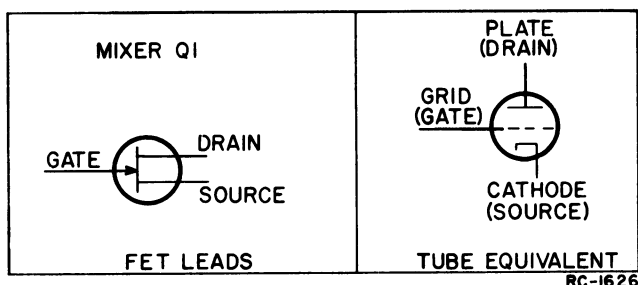 MIXER Q1
GATE
DRAIN
SOURCE
FET LEADS
PLATE
(DRAIN)
GRID
(GATE)
CATHODE
(SOURCE)
TUBE EQUIVALENT
RC-1626